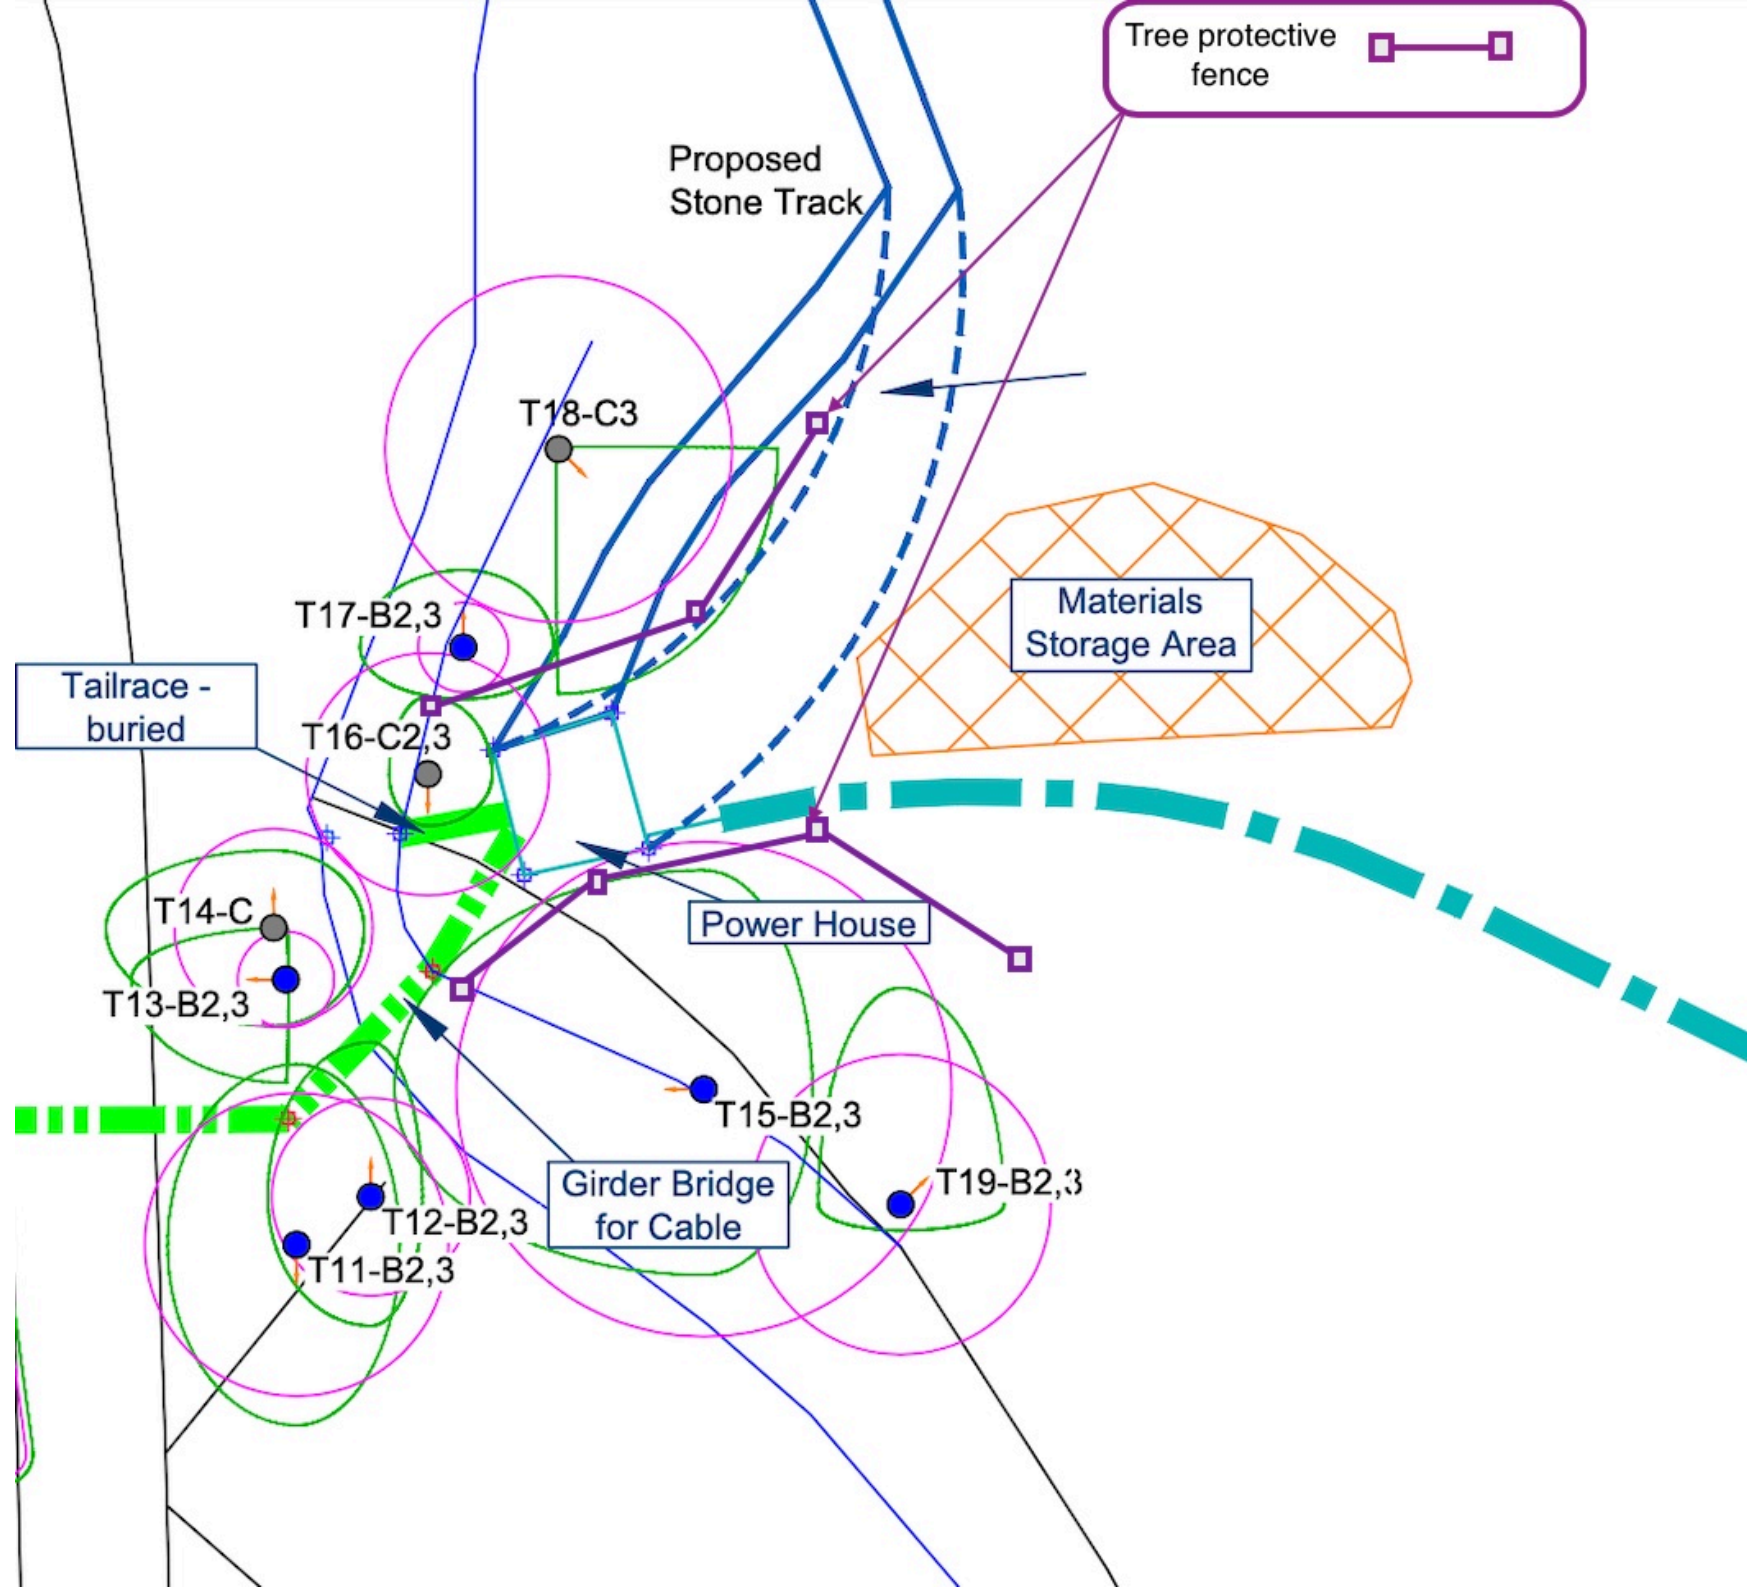 Tree protective
fence
Proposed
Stone Track
T18-C3
Materials
Storage Area
T17-B2,3
Tailrace -
buried
T16-C2,3
T14-C
Power House
T13-B2,3
T15-B2,3
Girder Bridge
for Cable
T19-B2,3
T12-B2,3
T11-B2,3